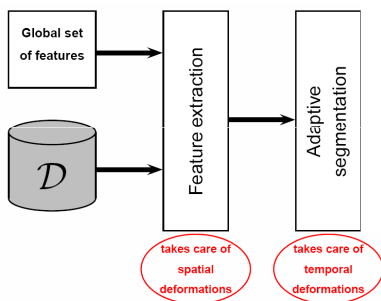 Global set
of features
D
Feature extraction
Adaptive
segmentation
takes care of
spatial
deformations
takes care of
temporal
deformations